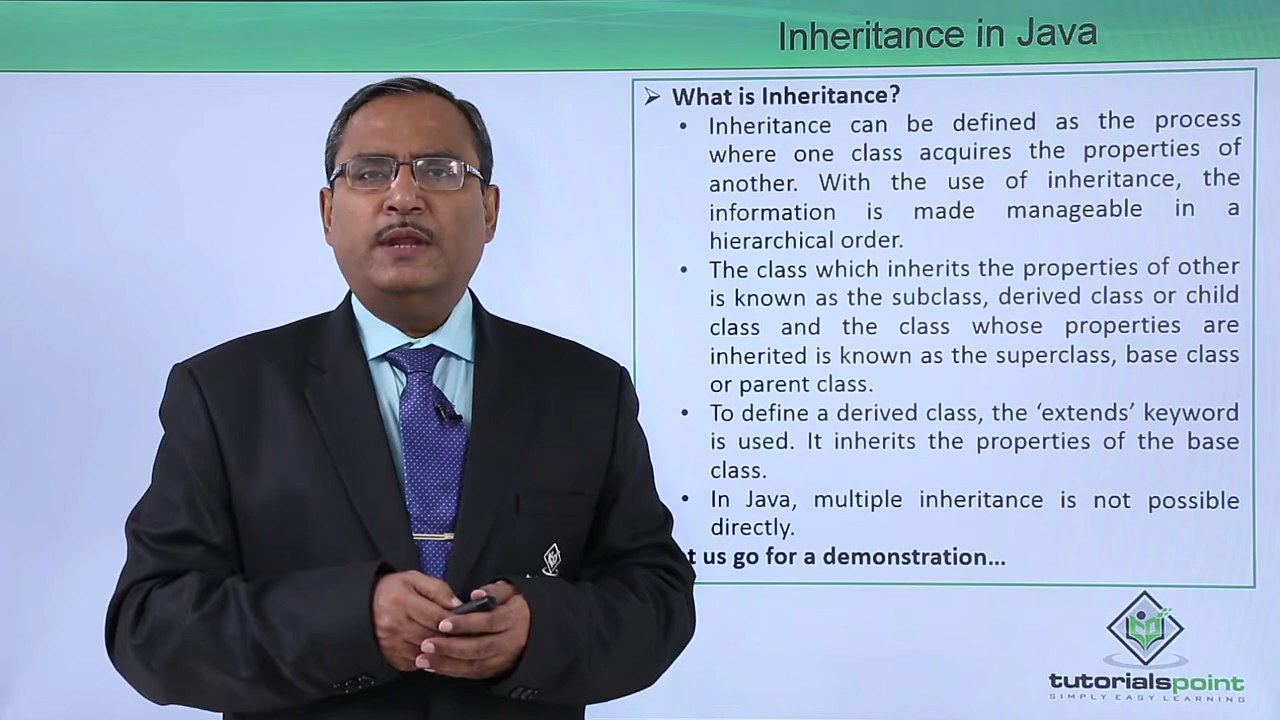 Inheritance in Java
➢ What is Inheritance?
• Inheritance can be defined as the process
where one class acquires the properties of
another. With the use of inheritance, the
information is made manageable in a
hierarchical order.
• The class which inherits the properties of other
is known as the subclass, derived class or child
class and the class whose properties are
inherited is known as the superclass, base class
or parent class.
• To define a derived class, the ‘extends’ keyword
is used. It inherits the properties of the base
class.
• In Java, multiple inheritance is not possible
directly.
t us go for a demonstration...
tutorialspoint
SIMPLY EASY LEARNING